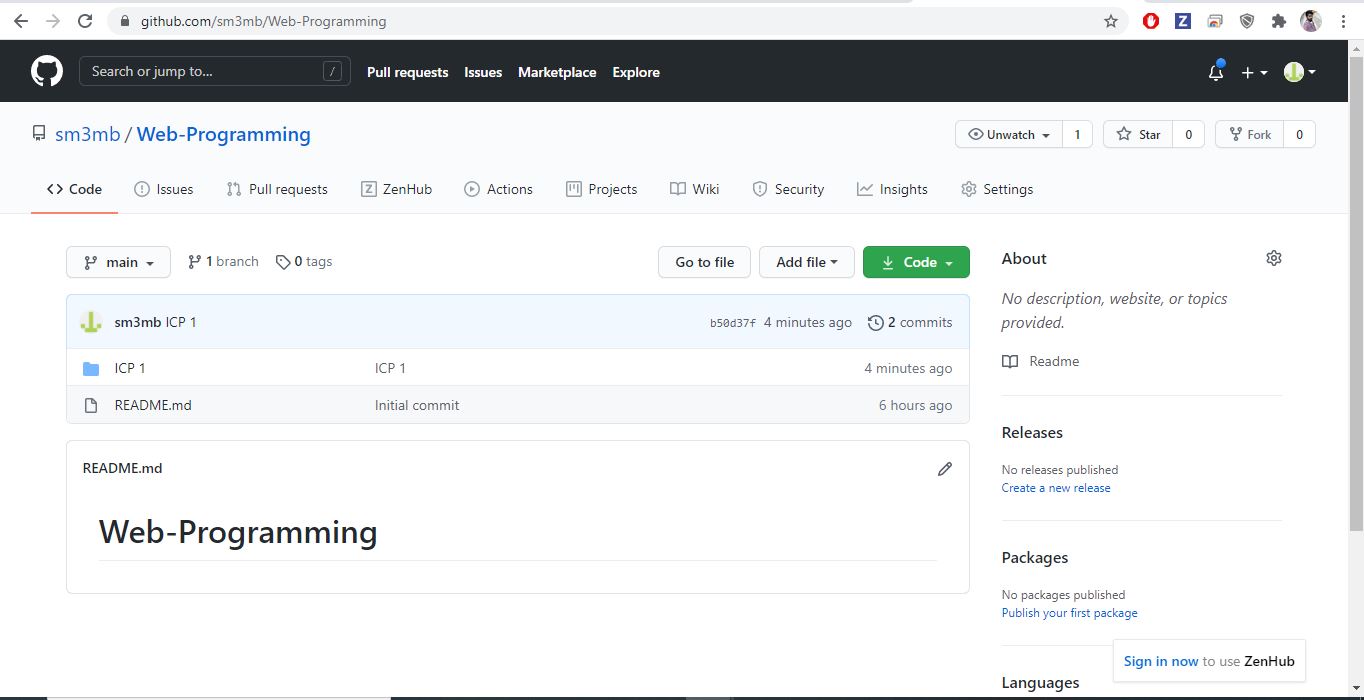 github.com/sm3mb/Web-Programming
Search or jump to... /
Pull requests Issues Marketplace Explore
sm3mb / Web-Programming
Unwatch 1 Star 0 Fork 0
Code Issues Pull requests ZenHub Actions Projects Wiki Security Insights Settings
main 1 branch 0 tags Go to file Add file Code
sm3mb ICP 1 b50d37f 4 minutes ago 2 commits
ICP 1 ICP 1 4 minutes ago
README.md Initial commit 6 hours ago
README.md
Web-Programming
About
No description, website, or topics
provided.
Readme
Releases
No releases published
Create a new release
Packages
No packages published
Publish your first package
Sign in now to use ZenHub
Languages